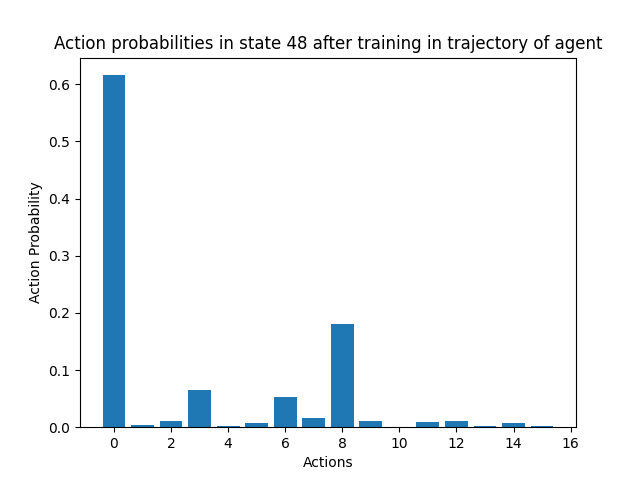 Action probabilities in state 48 after training in trajectory of agent
0.6
0.5
0.4
0.3
0.2
0.1
0.0
Action Probability
0 2 4 6 8 10 12 14 16
Actions